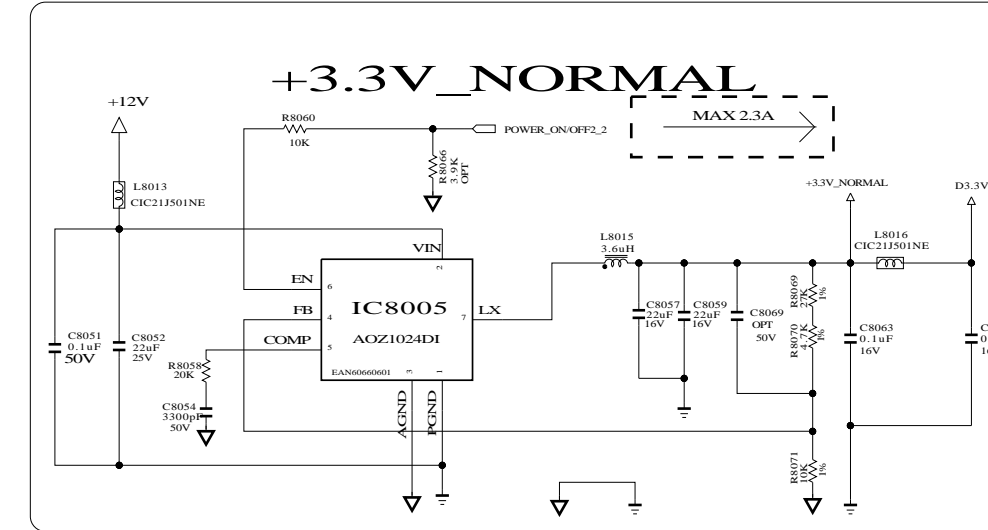 +3.3V_NORMAL
+12V
MAX 2.3A
R8060
10K
POWER_ON/OFF2_2
R8066
3.9K
OPT
L8013
CIC21J501NE
+3.3V_NORMAL
D3.3V
L8015
3.6uH
L8016
CIC21J501NE
VIN
2
EN
6
IC8005
FB
4
7
LX
COMP
5
AOZ1024DI
EAN60660601
3
1
AGND
PGND
C8051
0.1uF
50V
C8052
22uF
25V
R8058
20K
C8054
3300pF
50V
C8057
22uF
16V
C8059
22uF
16V
C8069
OPT
50V
R8069
27K
1%
R8070
4.7K
1%
C8063
0.1uF
16V
R8071
10K
1%